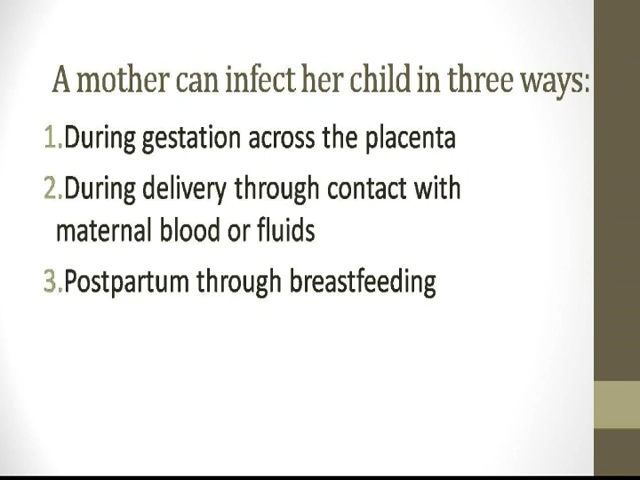 A mother can infect her child in three ways:
1.During gestation across the placenta
2.During delivery through contact with
maternal blood or fluids
3.Postpartum through breastfeeding